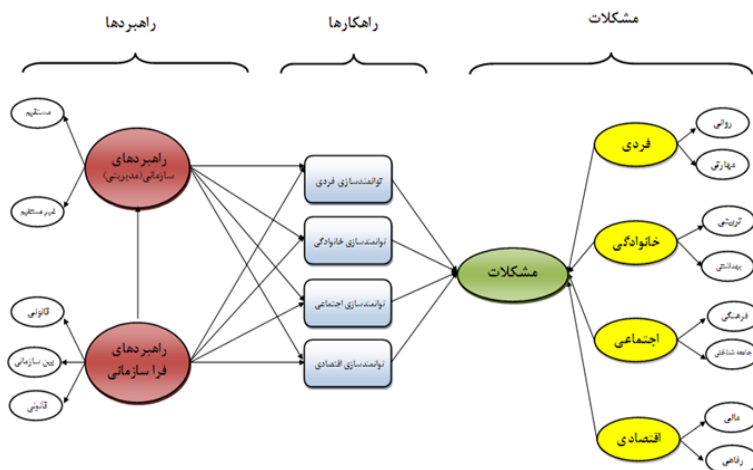 مشکلات
راهکارها
راهبردها
روانی
فردی
مهارتی
تربیتی
خانوادگی
بهداشتی
فرهنگی
اجتماعی
جامعه شناختی
مالی
اقتصادی
رفاهی
مشکلات
توانمندسازی فردی
توانمندسازی خانوادگی
توانمندسازی اجتماعی
توانمندسازی اقتصادی
راهبردهای
سازمانی(مدیریتی)
مستقیم
غیر مستقیم
راهبردهای
فرا سازمانی
قانونی
بین سازمانی
قانونی